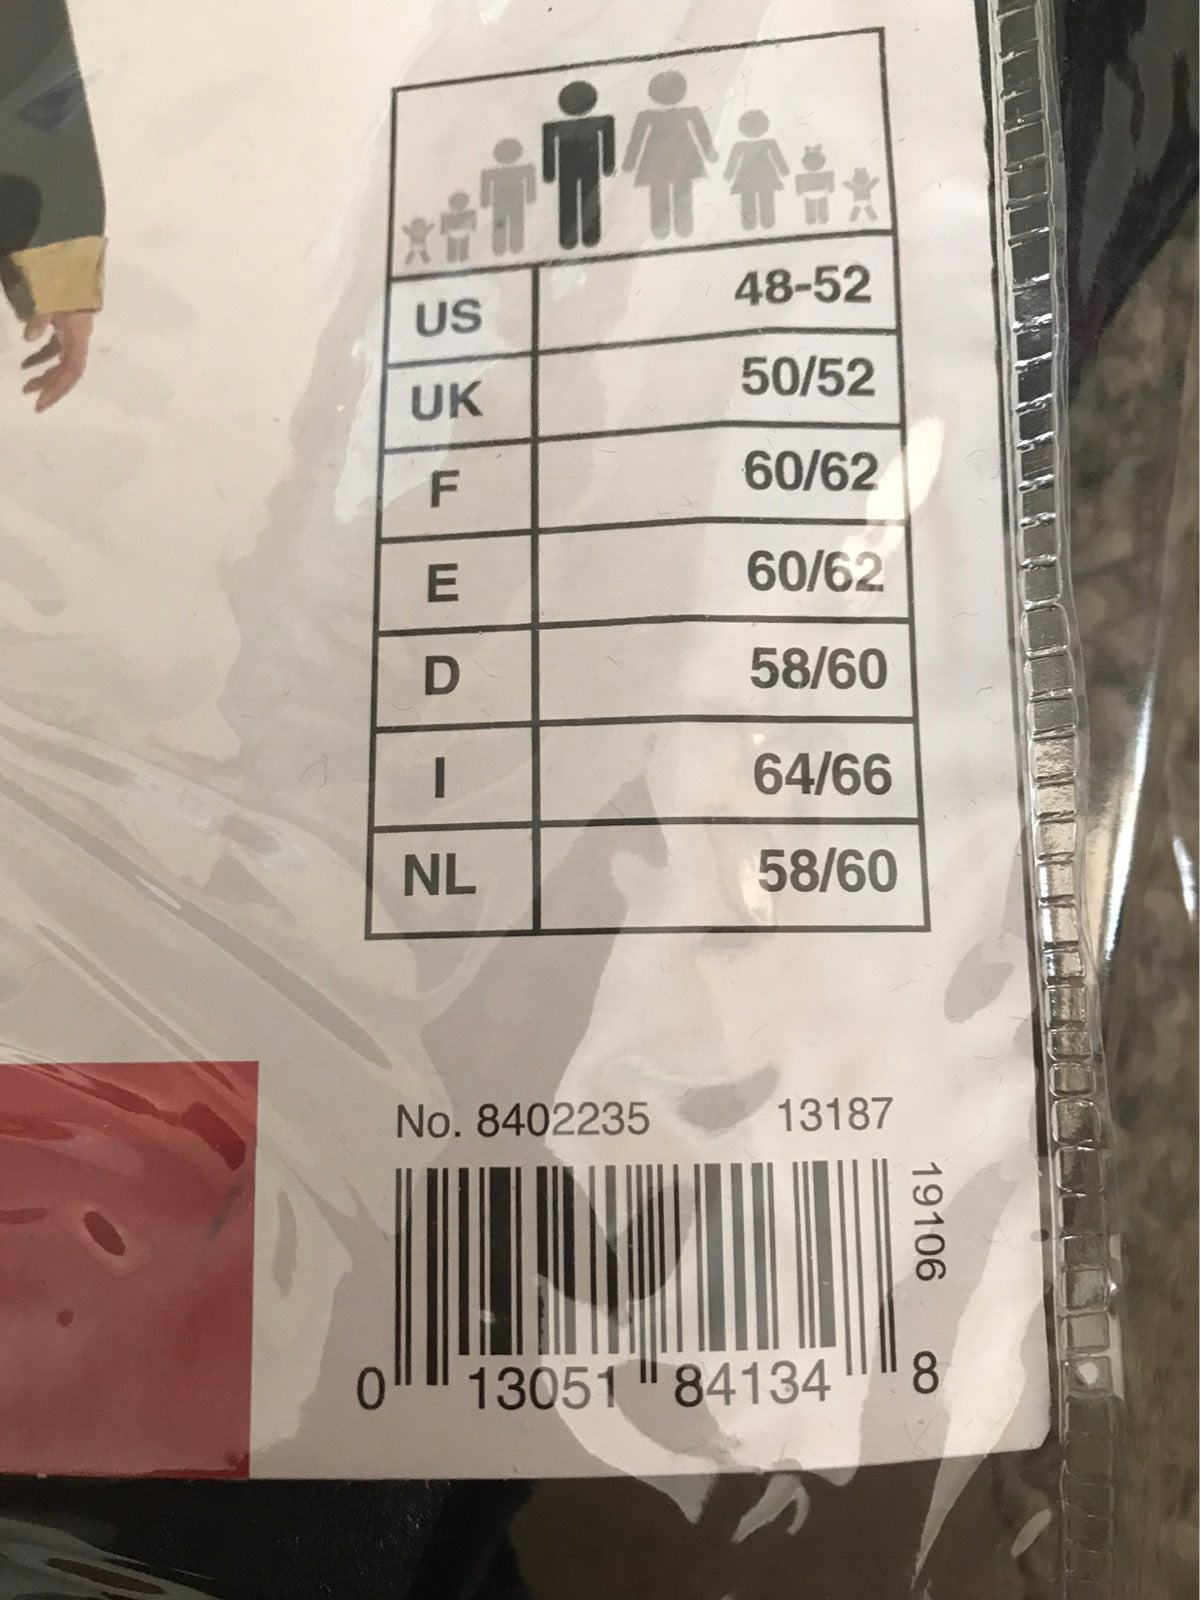 US 48-52
UK 50/52
F 60/62
E 60/62
D 58/60
I 64/66
NL 58/60
No. 8402235 13187
19106
0 13051 84134 8